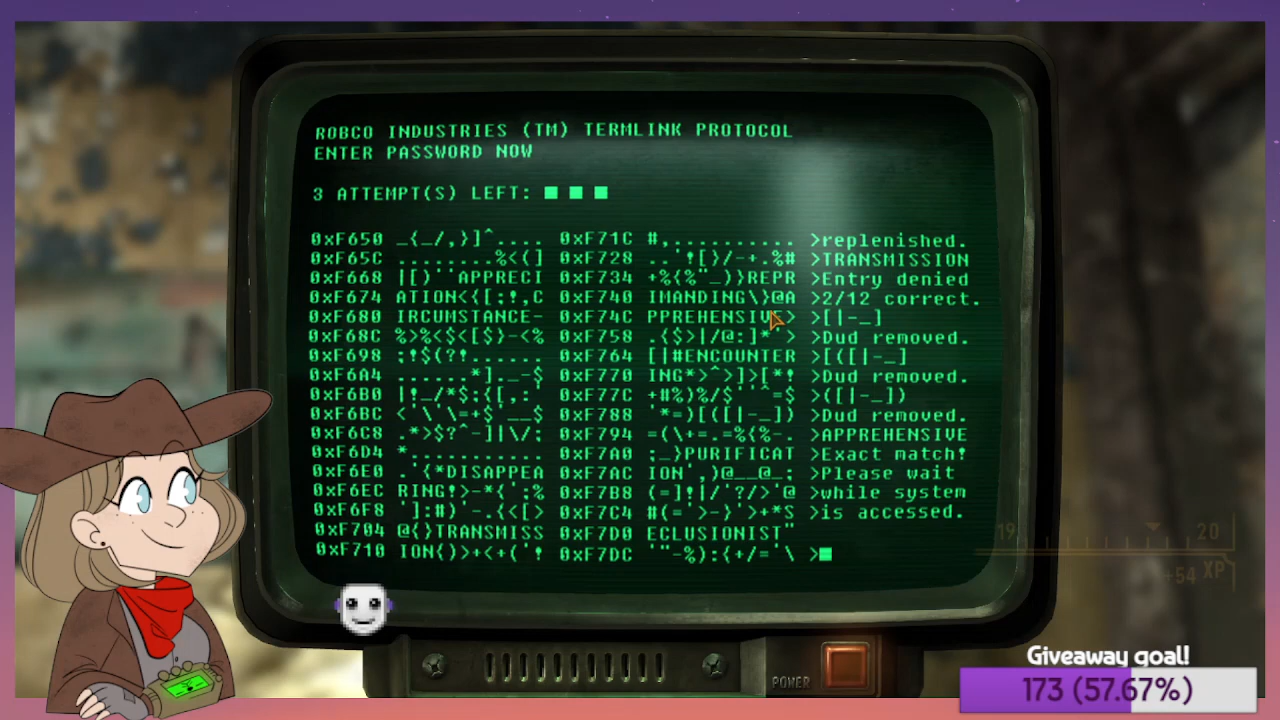 ROBCO INDUSTRIES (TM) TERMLINK PROTOCOL
ENTER PASSWORD NOW
3 ATTEMPT(S) LEFT: ■ ■ ■
0xF650 _{_/,}]^.... 0xF71C #,.......... >replenished.
0xF65C ........%<(] 0xF728 ..'![}/-+.%# >TRANSMISSION
0xF668 |[)``APPRECI 0xF734 +%{%"_)}REPR >Entry denied
0xF674 ATION<{[;!,C 0xF740 IMANDING\}@A >2/12 correct.
0xF680 IRCUMSTANCE- 0xF74C PPREHENSIVE > >[|-_]
0xF68C %>%<$<[$}-<% 0xF758 .{$>|/@:]* > >Dud removed.
0xF698 ;!$(?!...... 0xF764 [|#ENCOUNTER >[([|-_]
0xF6A4 ......*]._-$ 0xF770 ING*>^>]>[*! >Dud removed.
0xF6B0 |!_/*$:{[,:' 0xF77C +#%)%/$''^=$ >([|-_])
0xF6BC <'\'\=+$'__$ 0xF788 '*=)[([|-_]) >Dud removed.
0xF6C8 .*>$?^-]|\/: 0xF794 =(\+=.=%{%-. >APPREHENSIVE
0xF6D4 *........... 0xF7A0 ;_}PURIFICAT >Exact match!
0xF6E0 .'{*DISAPPEA 0xF7AC ION',)@__@_; >Please wait
0xF6EC RING!>-*{';% 0xF7B8 (=]!|/'?/>'@ >while system
0xF6F8 ']:#)'-.{<[> 0xF7C4 #(='>-}'>+*S >is accessed.
0xF704 @{}TRANSMISS 0xF7D0 ECLUSIONIST"
0xF710 ION{)>+<+('! 0xF7DC '"-%):{+/='\ >■
19 20
+54 XP
POWER
Giveaway goal!
173 (57.67%)